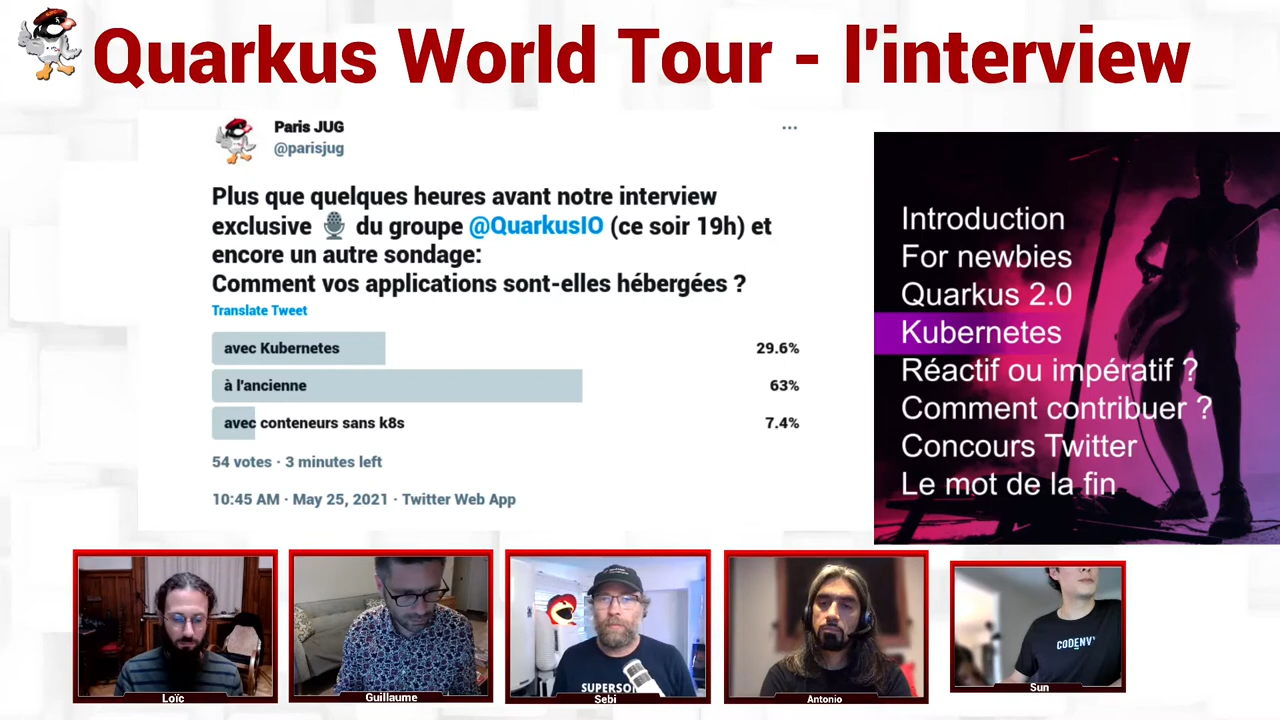 Quarkus World Tour - l'interview
Paris JUG
@parisjug
Plus que quelques heures avant notre interview
exclusive du groupe @QuarkusIO (ce soir 19h) et
encore un autre sondage:
Comment vos applications sont-elles hébergées ?
Translate Tweet
avec Kubernetes 29.6%
à l'ancienne 63%
avec conteneurs sans k8s 7.4%
54 votes · 3 minutes left
10:45 AM · May 25, 2021 · Twitter Web App
Introduction
For newbies
Quarkus 2.0
Kubernetes
Réactif ou impératif ?
Comment contribuer ?
Concours Twitter
Le mot de la fin
CODENVY
Loïc
Guillaume
Sebi
Antonio
Sun